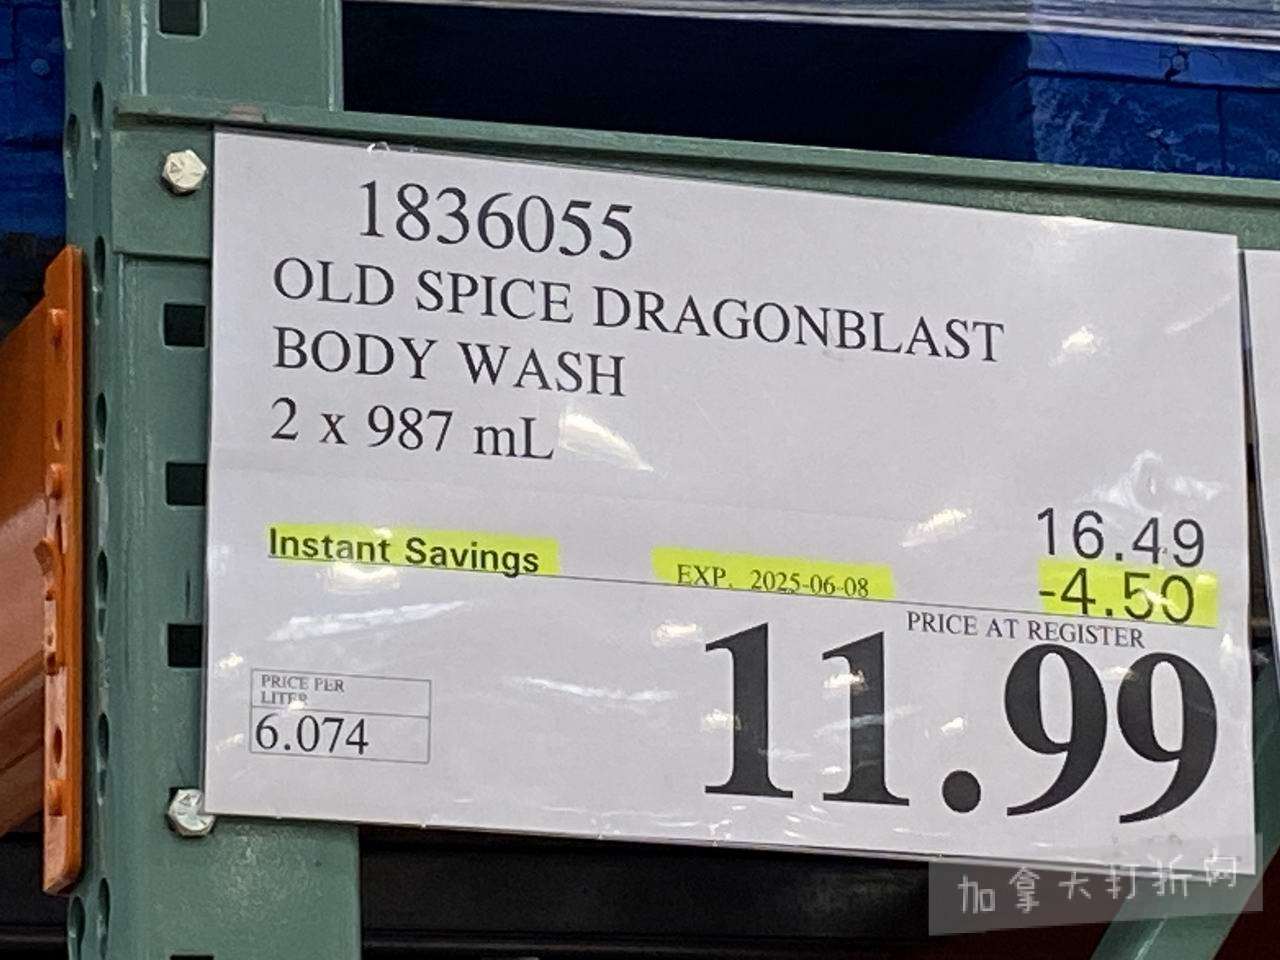 1836055
OLD SPICE DRAGONBLAST
BODY WASH
2 x 987 mL
16.49
Instant Savings EXP. 2025-06-08 -4.50
PRICE AT REGISTER
11.99
PRICE PER
LITER
6.074
加拿大打折网